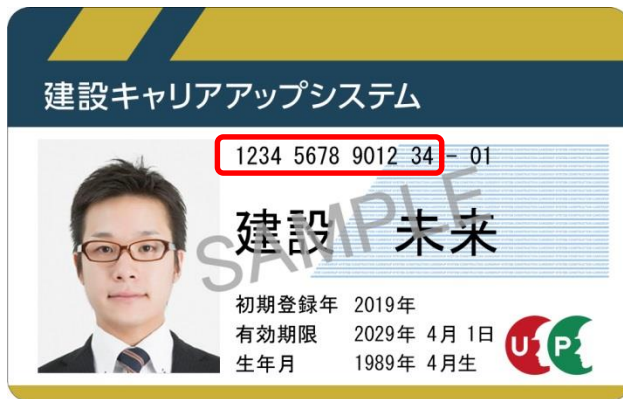 建設キャリアアップシステム
1234 5678 9012 34 - 01
建設 未来
SAMPLE
初期登録年 2019年
有効期限 2029年 4月 1日
生年月 1989年 4月生
UP